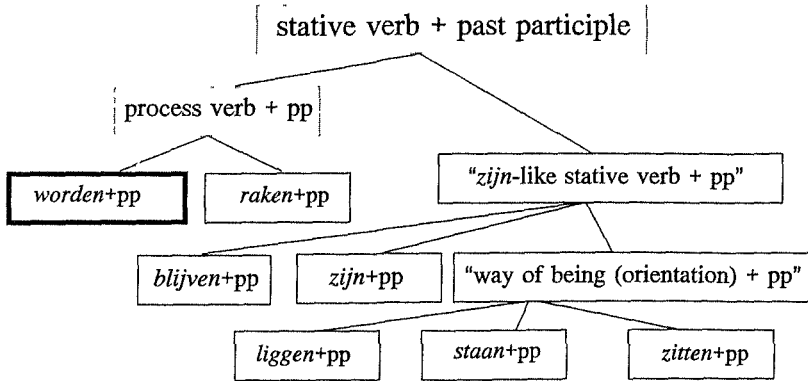 stative verb + past participle
process verb + pp
worden+pp
raken+pp
"zijn-like stative verb + pp"
blijven+pp
zijn+pp
"way of being (orientation) + pp"
liggen+pp
staan+pp
zitten+pp